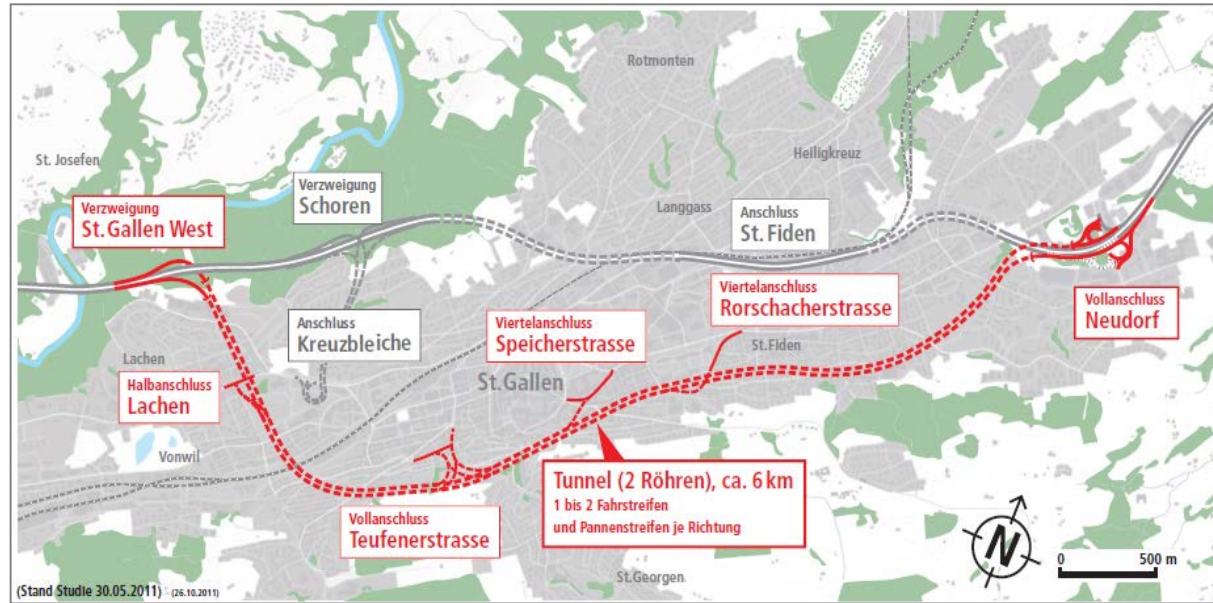 Rotmonten
St. Josefen
Heiligkreuz
Verzweigung
Schoren
Verzweigung
St.Gallen West
Langgass
Anschluss
St. Fiden
Viertelanschluss
Rorschacherstrasse
Vollanschluss
Neudorf
Anschluss
Kreuzbleiche
Viertelanschluss
Speicherstrasse
St.Fiden
Lachen
Halbanschluss
Lachen
St.Gallen
Vonwil
Tunnel (2 Röhren), ca. 6 km
1 bis 2 Fahrstreifen
und Pannenstreifen je Richtung
Vollanschluss
Teufenerstrasse
N
0 500 m
St.Georgen
(Stand Studie 30.05.2011) (26.10.2011)